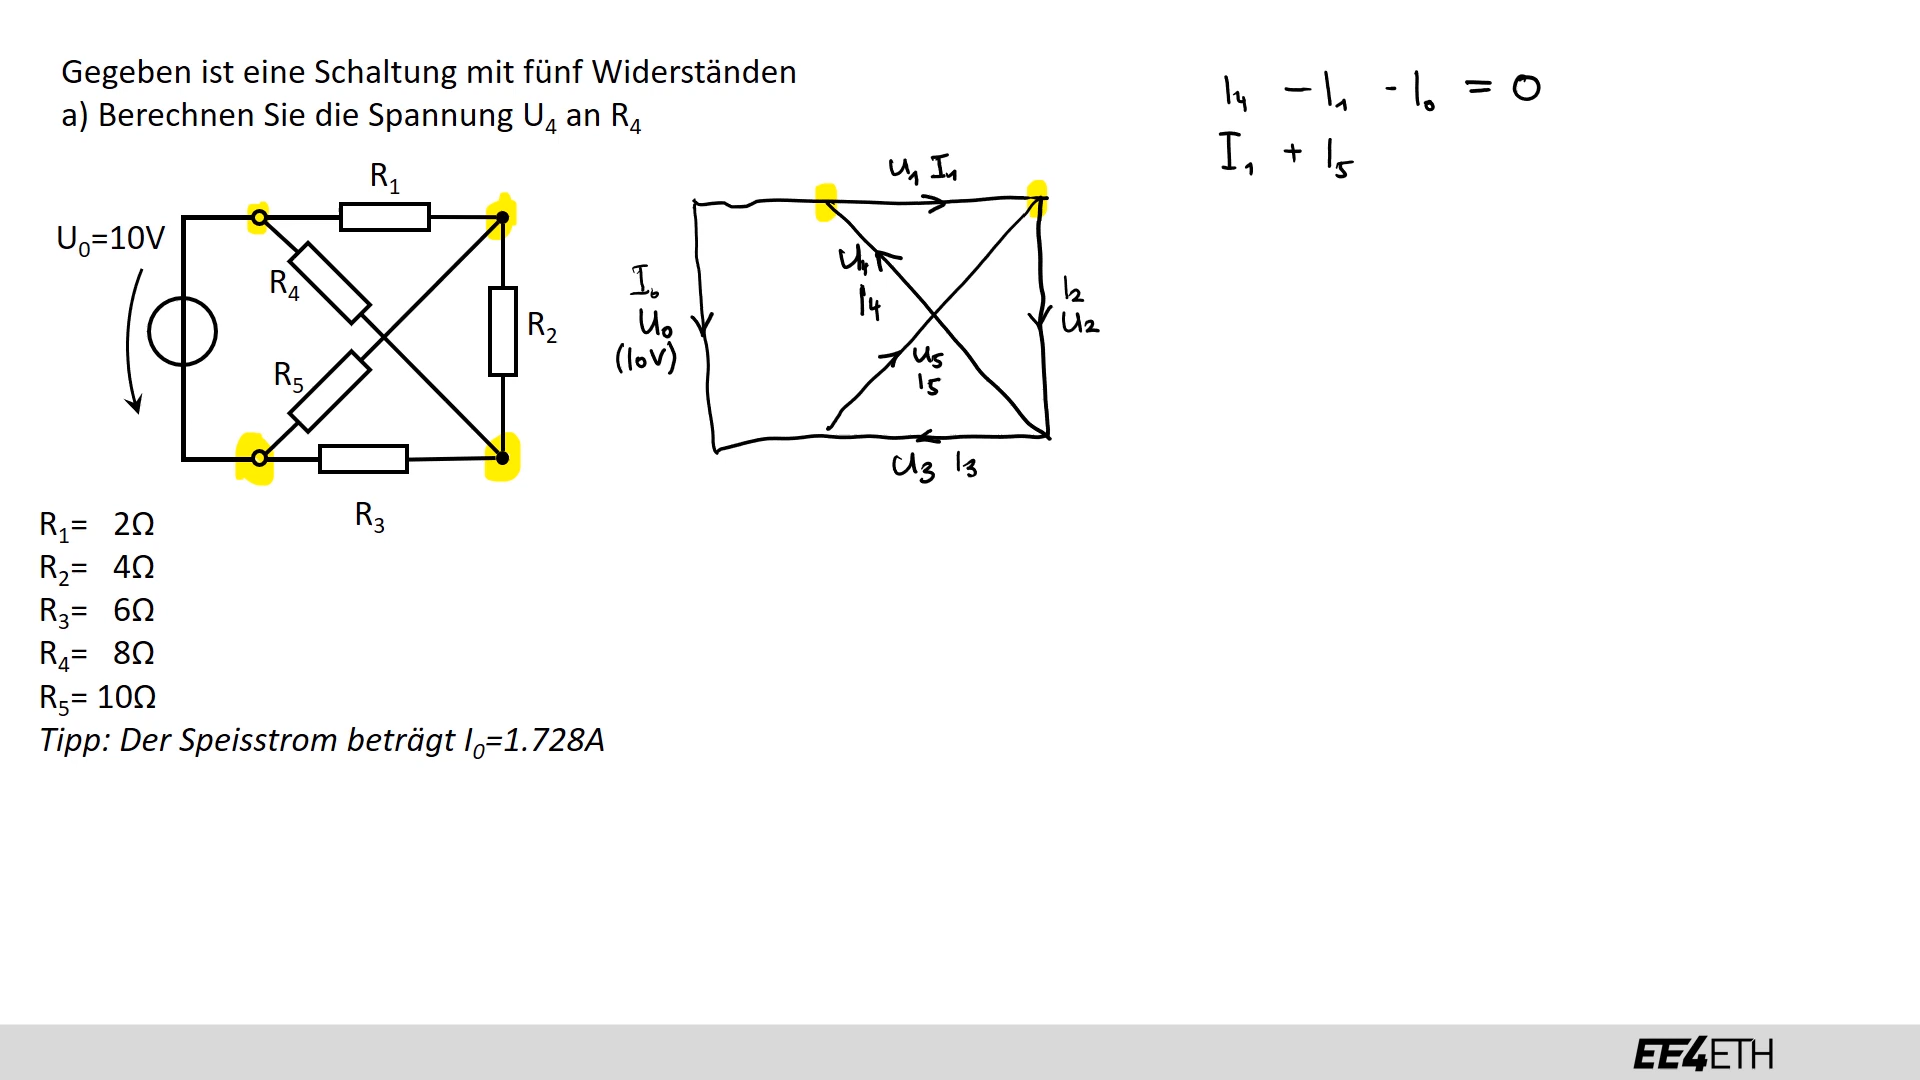 Gegeben ist eine Schaltung mit fünf Widerständen
a) Berechnen Sie die Spannung U4 an R4
I4 - I1 - I0 = 0
I1 + I5
R1
U0=10V
R4
R2
R5
R3
U1 I1
I0
U0
(10V)
U4
I4
I2
U2
U5
I5
U3 I3
R1= 2Ω
R2= 4Ω
R3= 6Ω
R4= 8Ω
R5= 10Ω
Tipp: Der Speisstrom beträgt I0=1.728A
EE4ETH